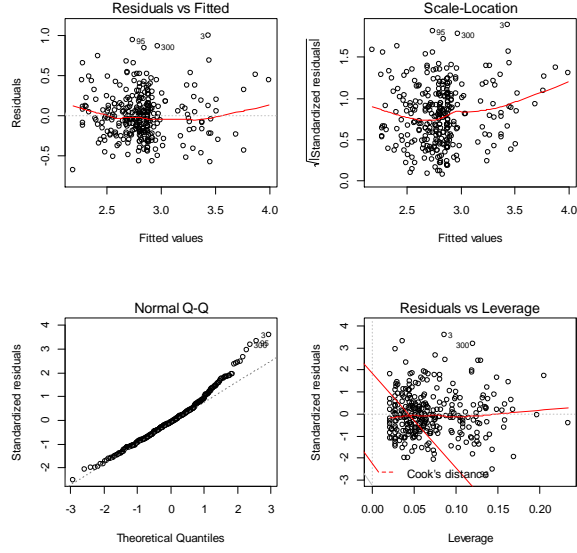 Residuals vs Fitted
Residuals
1.0
0.5
0.0
-0.5
95
300
3
2.5 3.0 3.5 4.0
Fitted values
Scale-Location
√|Standardized residuals|
1.5
1.0
0.5
0.0
95
300
3
2.5 3.0 3.5 4.0
Fitted values
Normal Q-Q
Standardized residuals
4
3
2
1
0
-1
-2
3
95
300
-3 -2 -1 0 1 2 3
Theoretical Quantiles
Residuals vs Leverage
Standardized residuals
4
3
2
1
0
-1
-2
-3
3
300
Cook's distance
0.00 0.05 0.10 0.15 0.20
Leverage